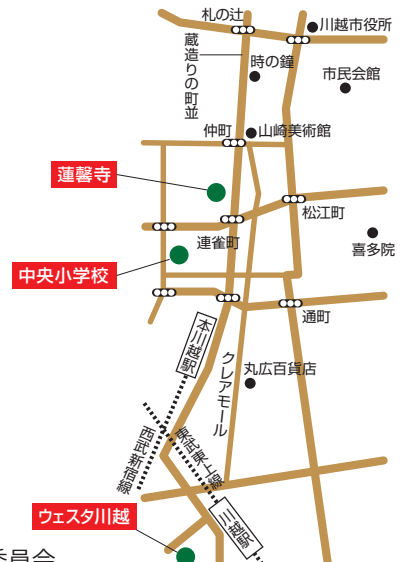 札の辻
川越市役所
蔵造りの町並
時の鐘
市民会館
仲町
山崎美術館
蓮馨寺
松江町
連雀町
喜多院
中央小学校
通町
本川越駅
クレアモール
丸広百貨店
西武新宿線
東武東上線
ウェスタ川越
川越駅
委員会